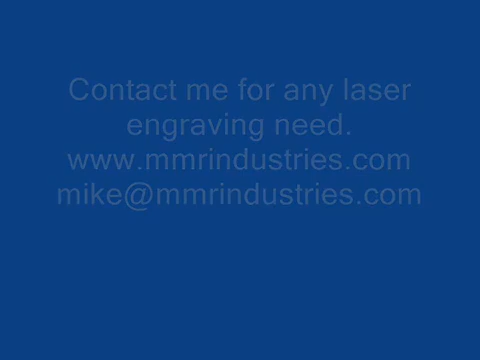 Contact me for any laser
engraving need.
www.mmrindustries.com
mike@mmrindustries.com